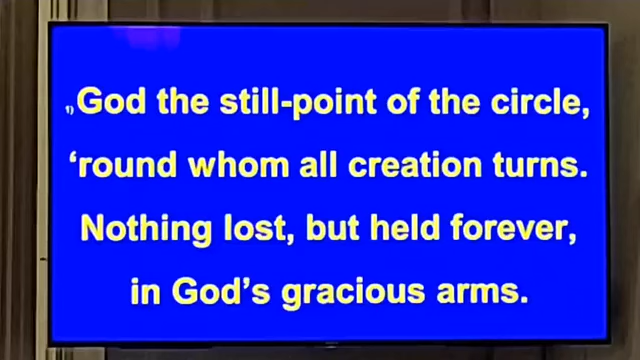 God the still-point of the circle,
‘round whom all creation turns.
Nothing lost, but held forever,
in God’s gracious arms.